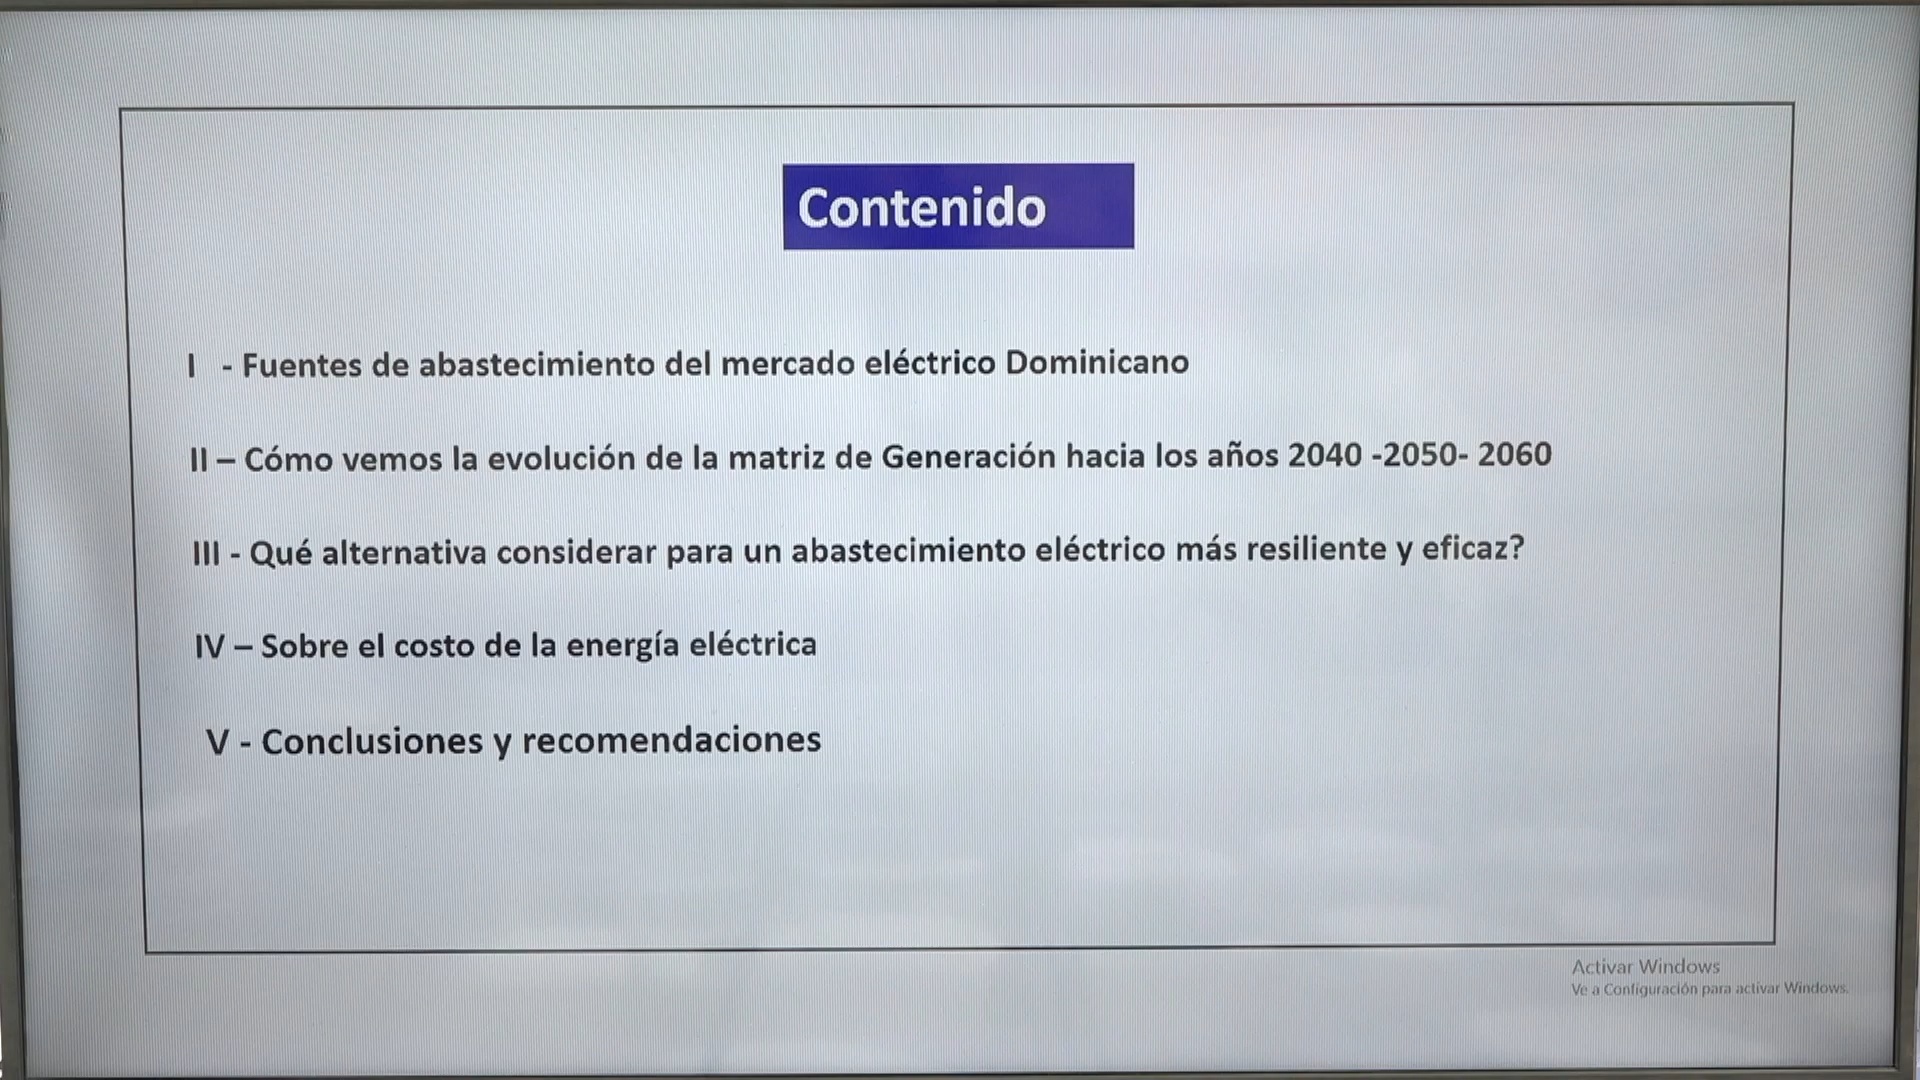 Contenido
I - Fuentes de abastecimiento del mercado eléctrico Dominicano
II – Cómo vemos la evolución de la matriz de Generación hacia los años 2040 -2050- 2060
III - Qué alternativa considerar para un abastecimiento eléctrico más resiliente y eficaz?
IV – Sobre el costo de la energía eléctrica
V - Conclusiones y recomendaciones
Activar Windows
Ve a Configuración para activar Windows.